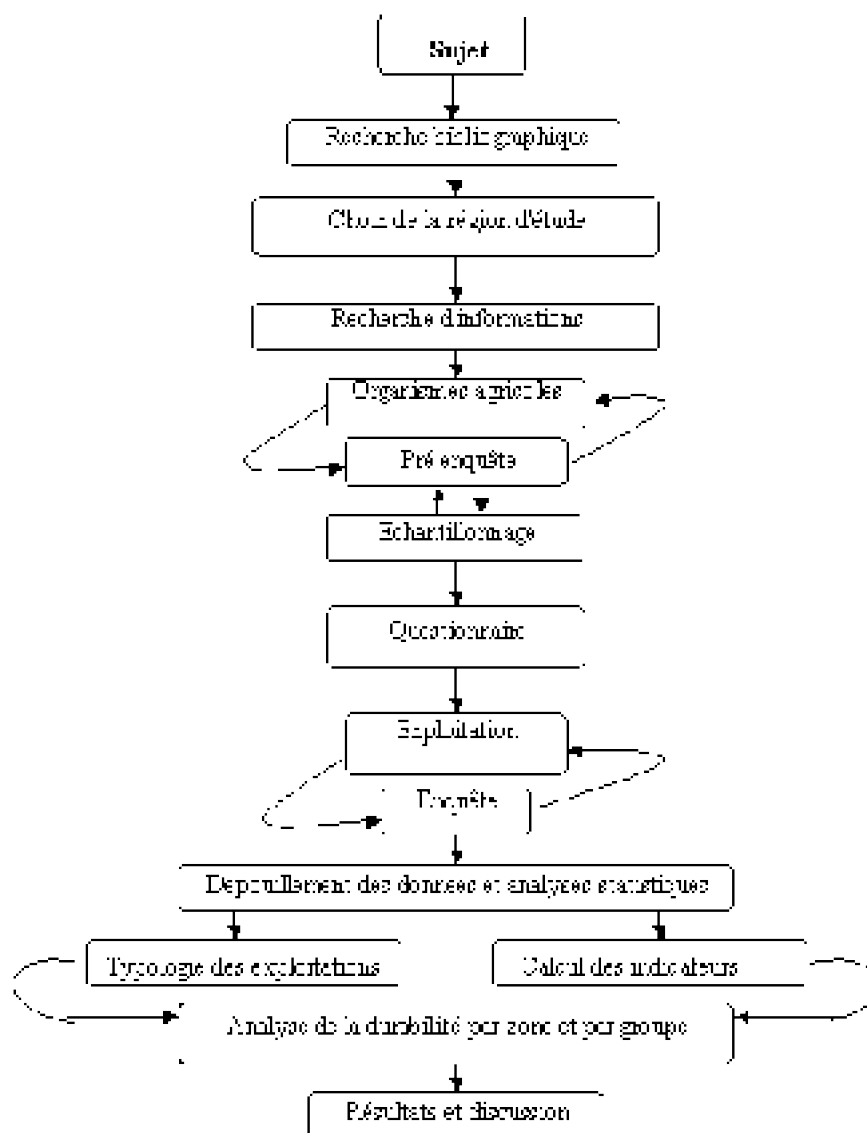 Sujet
Recherche bibliographique
Choix de la région d'étude
Recherche d'informations
Organismes agricoles
Pré enquête
Echantillonnage
Questionnaire
Exploitation
Enquête
Depouillement des données et analyses statistiques
Typologie des exploitations
Calcul des indicateurs
Analyse de la durabilité par zone et par groupe
Résultats et discussion